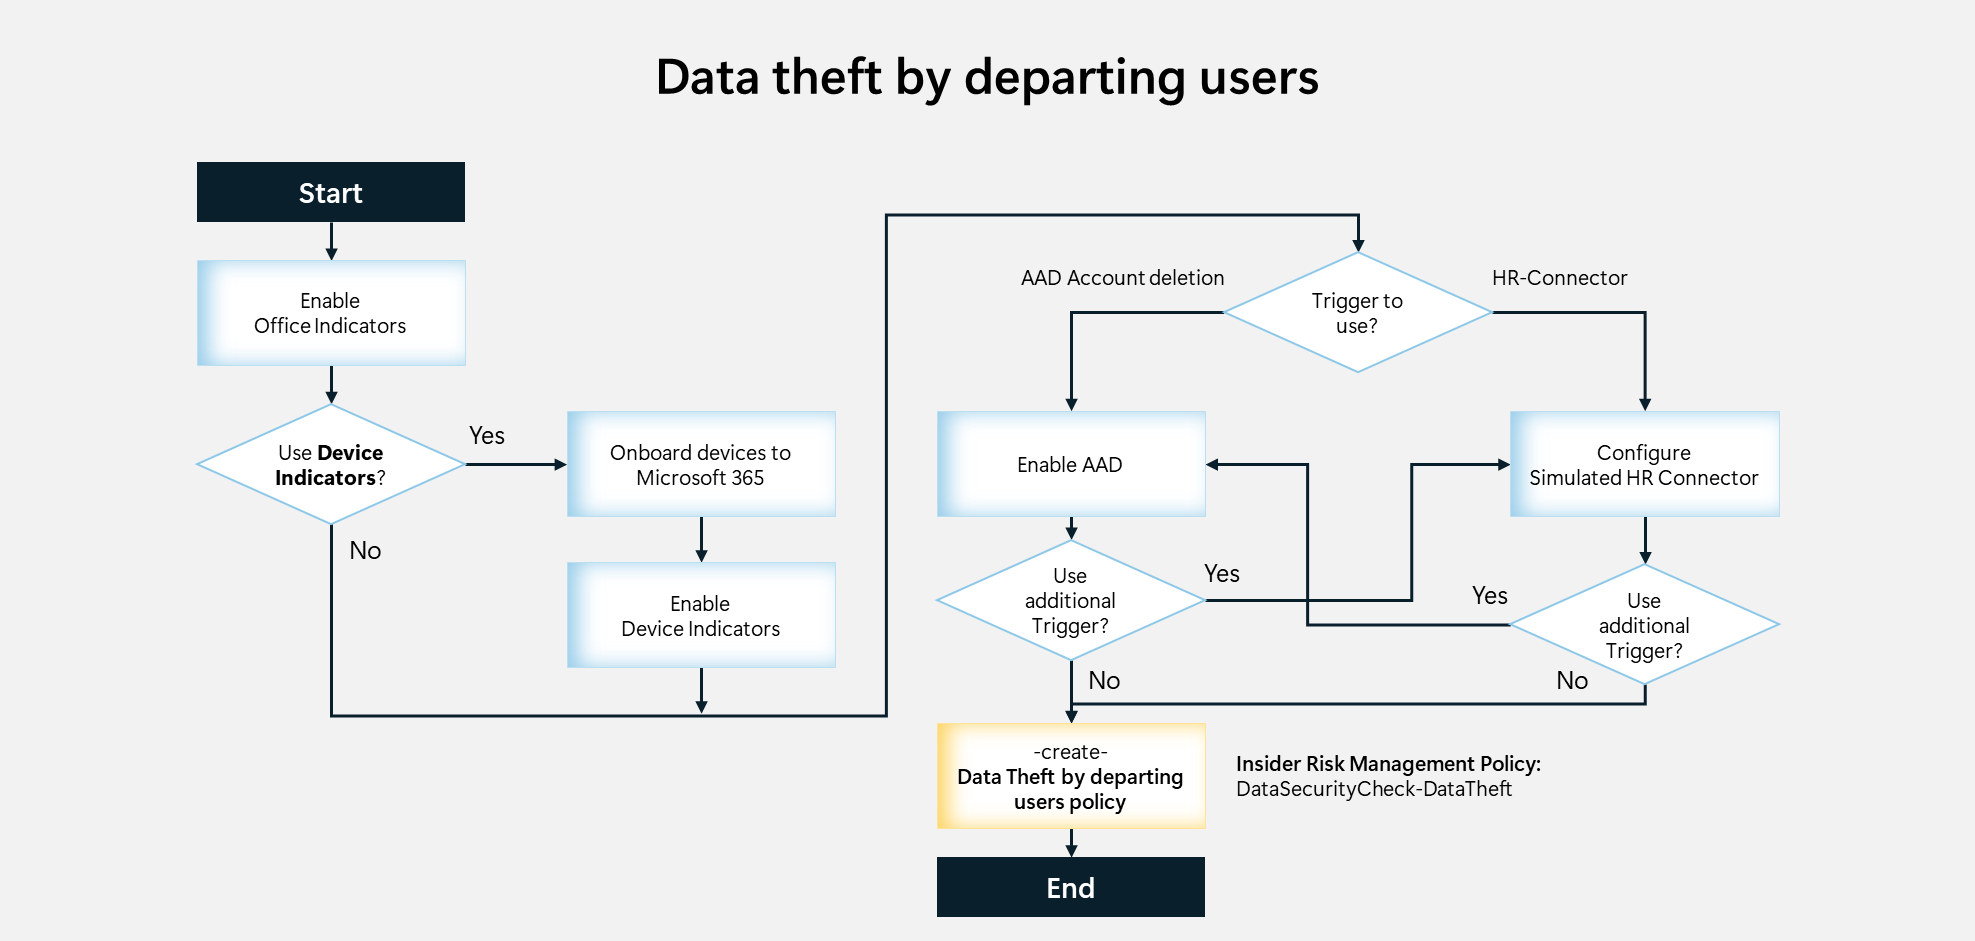 Data theft by departing users
Start
Enable
Office Indicators
Use Device
Indicators?
Yes
No
Onboard devices to
Microsoft 365
Enable
Device Indicators
Trigger to
use?
AAD Account deletion
HR-Connector
Enable AAD
Configure
Simulated HR Connector
Use
additional
Trigger?
Yes
No
Use
additional
Trigger?
Yes
No
-create-
Data Theft by departing
users policy
Insider Risk Management Policy:
DataSecurityCheck-DataTheft
End